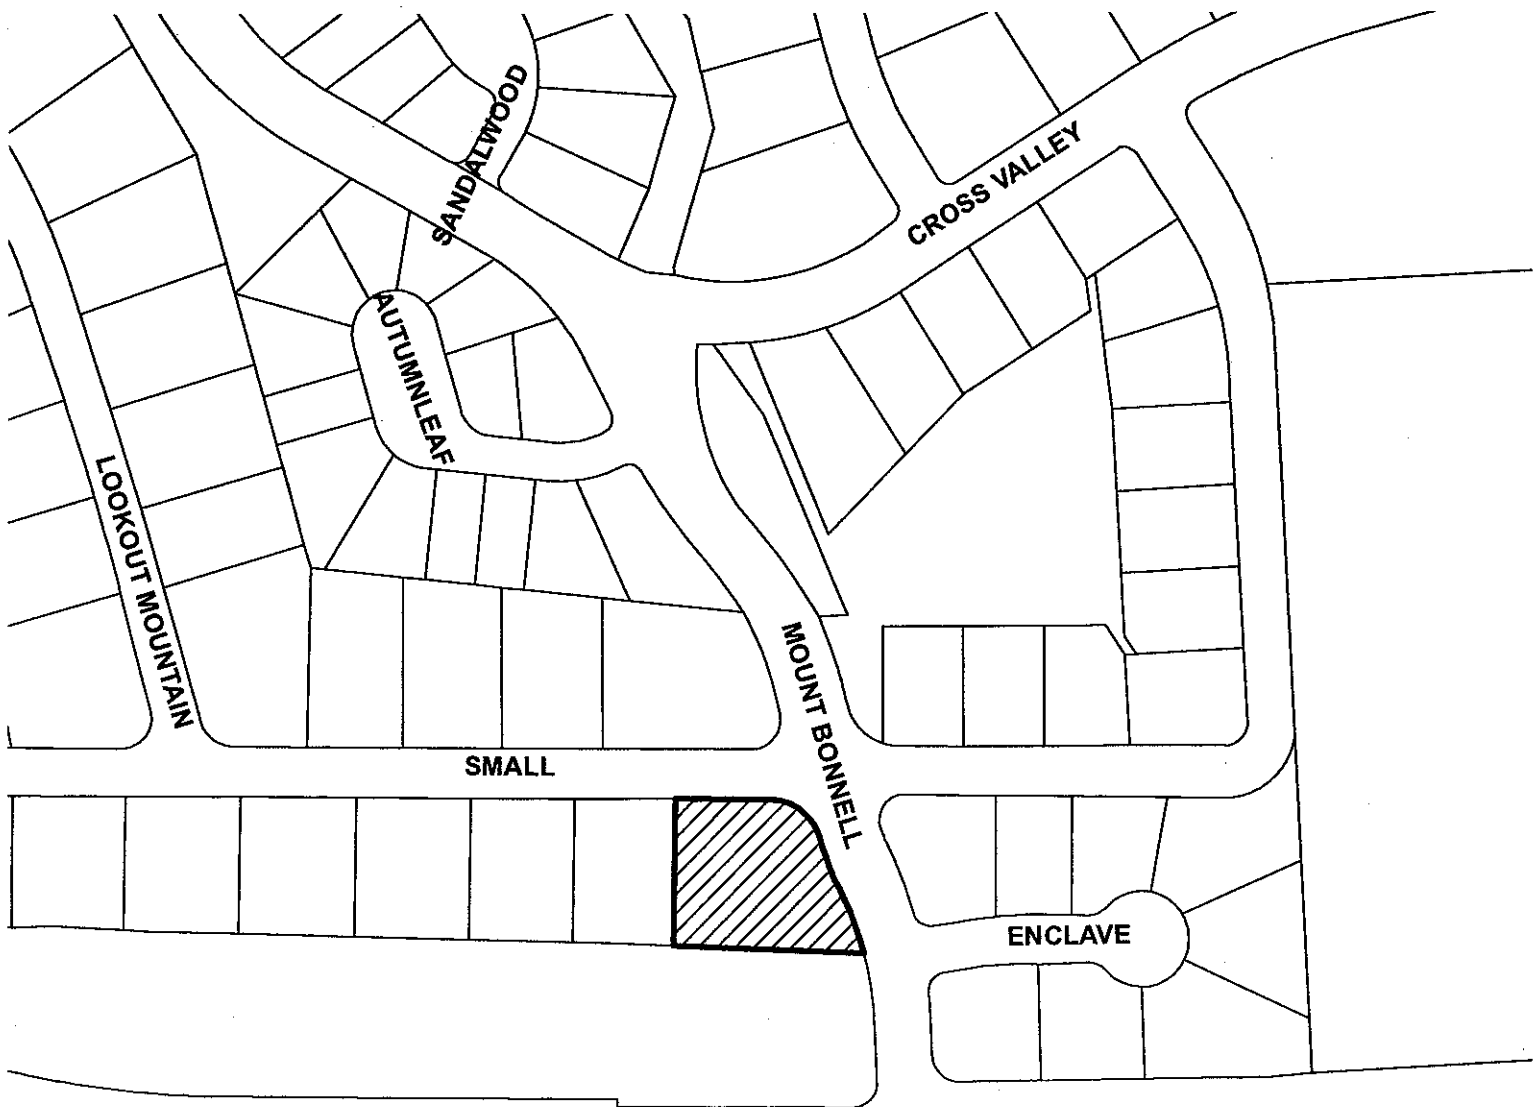 SANDALWOOD
CROSS VALLEY
AUTUMNLEAF
LOOKOUT MOUNTAIN
MOUNT BONNELL
SMALL
ENCLAVE